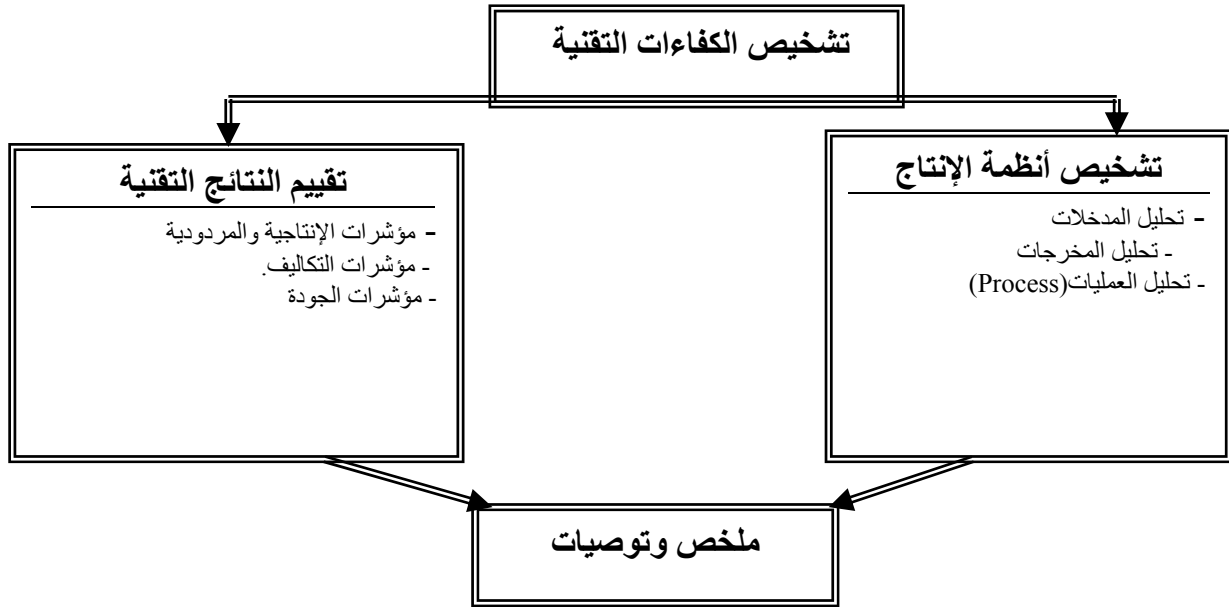 تشخيص الكفاءات التقنية
تشخيص أنظمة الإنتاج
- تحليل المدخلات
- تحليل المخرجات
- تحليل العمليات(Process)
تقييم النتائج التقنية
- مؤشرات الإنتاجية والمردودية
- مؤشرات التكاليف.
- مؤشرات الجودة
ملخص وتوصيات